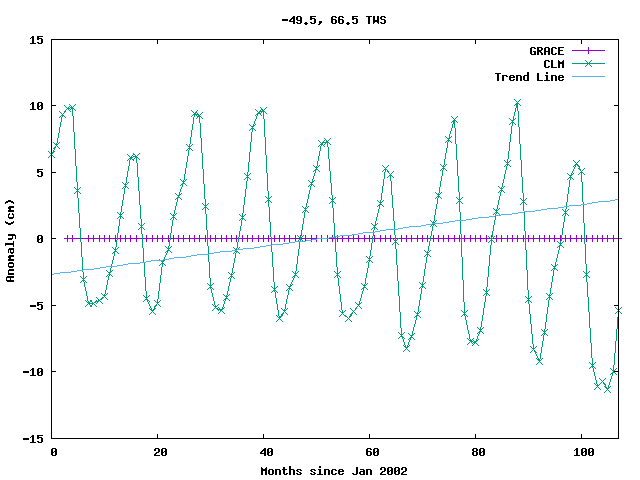 -49.5, 66.5 TWS
GRACE
CLM
Trend Line
Anomaly (cm)
15
10
5
0
-5
-10
-15
0 20 40 60 80 100
Months since Jan 2002